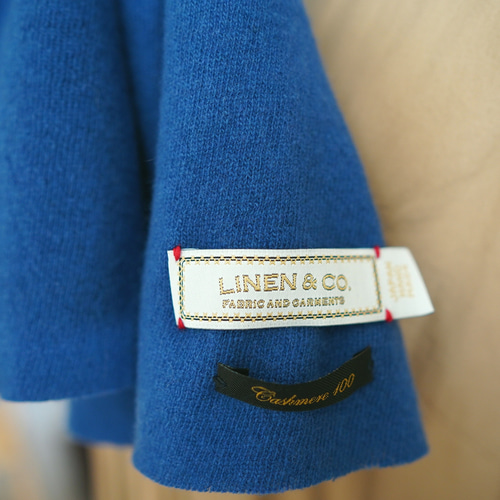 LINEN & CO.
FABRIC AND GARMENTS
Cashmere 100